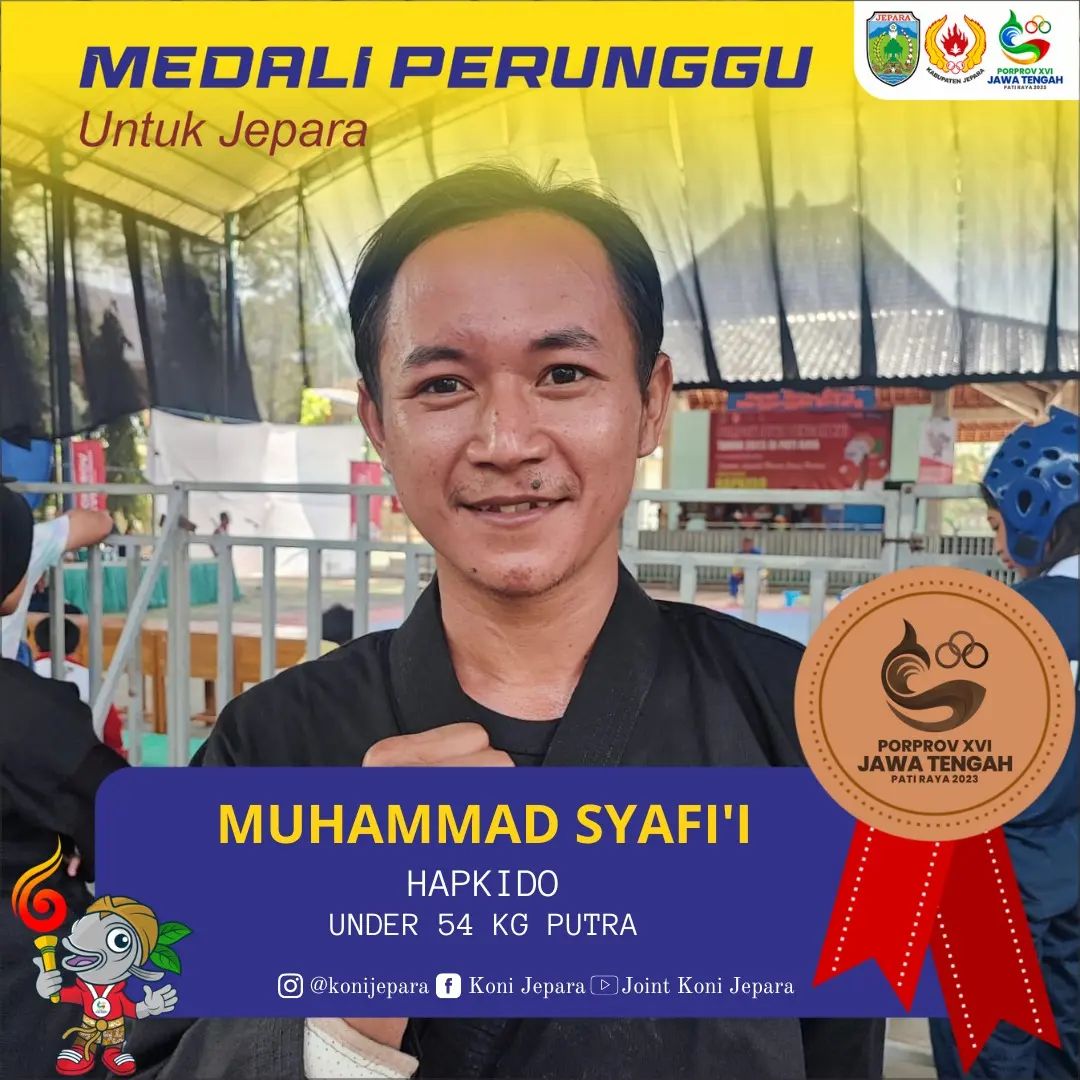 MEDALI PERUNGGU
Untuk Jepara
JEPARA
KABUPATEN JEPARA
PORPROV XVI
JAWA TENGAH
PATI RAYA 2023
PORPROV XVI
JAWA TENGAH
PATI RAYA 2023
MUHAMMAD SYAFI'I
HAPKIDO
UNDER 54 KG PUTRA
@konijepara Koni Jepara Joint Koni Jepara